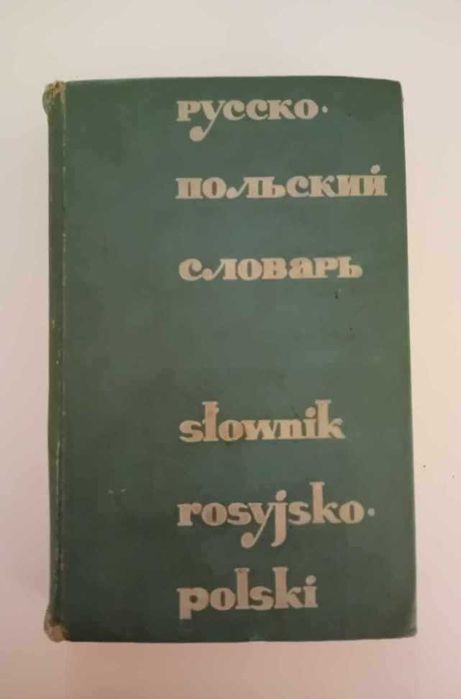 русско-
польский
словарь
słownik
rosyjsko-
polski